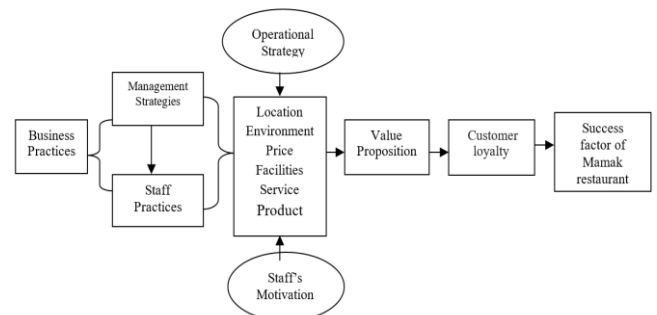 Operational
Strategy
Management
Strategies
Business
Practices
Staff
Practices
Location
Environment
Price
Facilities
Service
Product
Value
Proposition
Customer
loyalty
Success
factor of
Mamak
restaurant
Staff's
Motivation